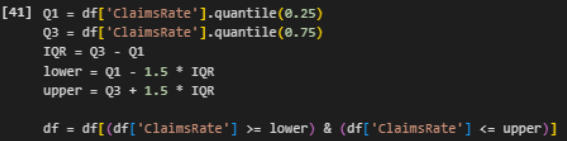 [41] Q1 = df['ClaimsRate'].quantile(0.25)
Q3 = df['ClaimsRate'].quantile(0.75)
IQR = Q3 - Q1
lower = Q1 - 1.5 * IQR
upper = Q3 + 1.5 * IQR
df = df[(df['ClaimsRate'] >= lower) & (df['ClaimsRate'] <= upper)]